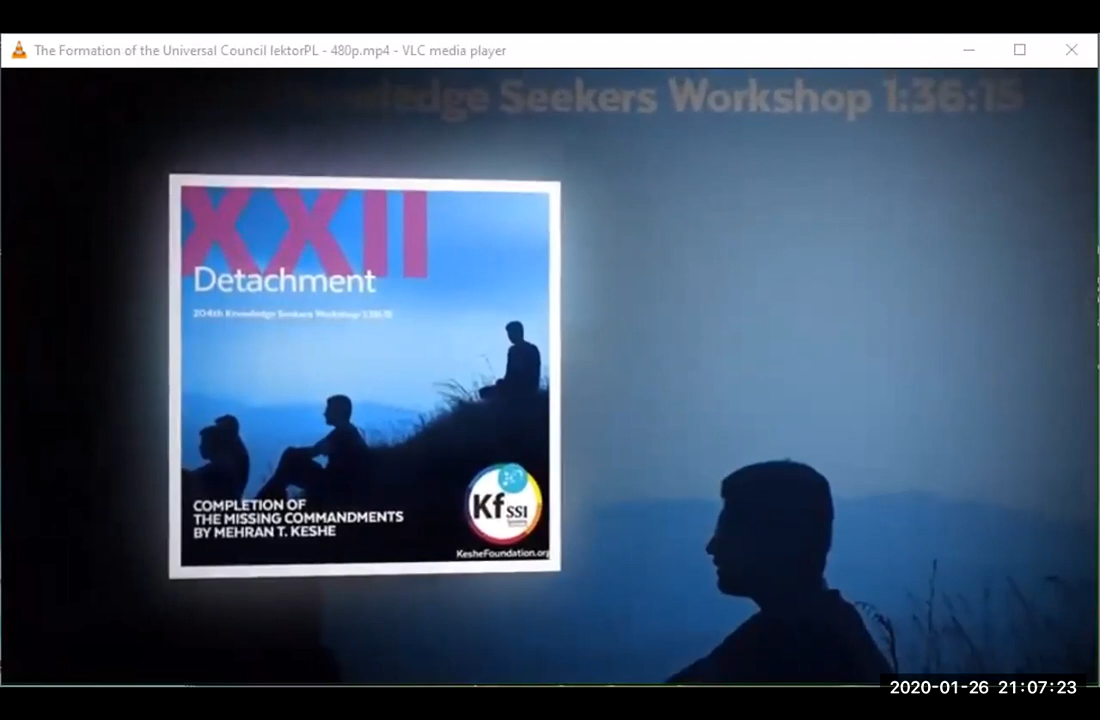 The Formation of the Universal Council lektorPL - 480p.mp4 - VLC media player
Seekers Workshop 1:36:15
XXII
Detachment
204th Knowledge Seekers Workshop 1:36:15
COMPLETION OF
THE MISSING COMMANDMENTS
BY MEHRAN T. KESHE
Kf SSI
KesheFoundation.org
2020-01-26 21:07:23